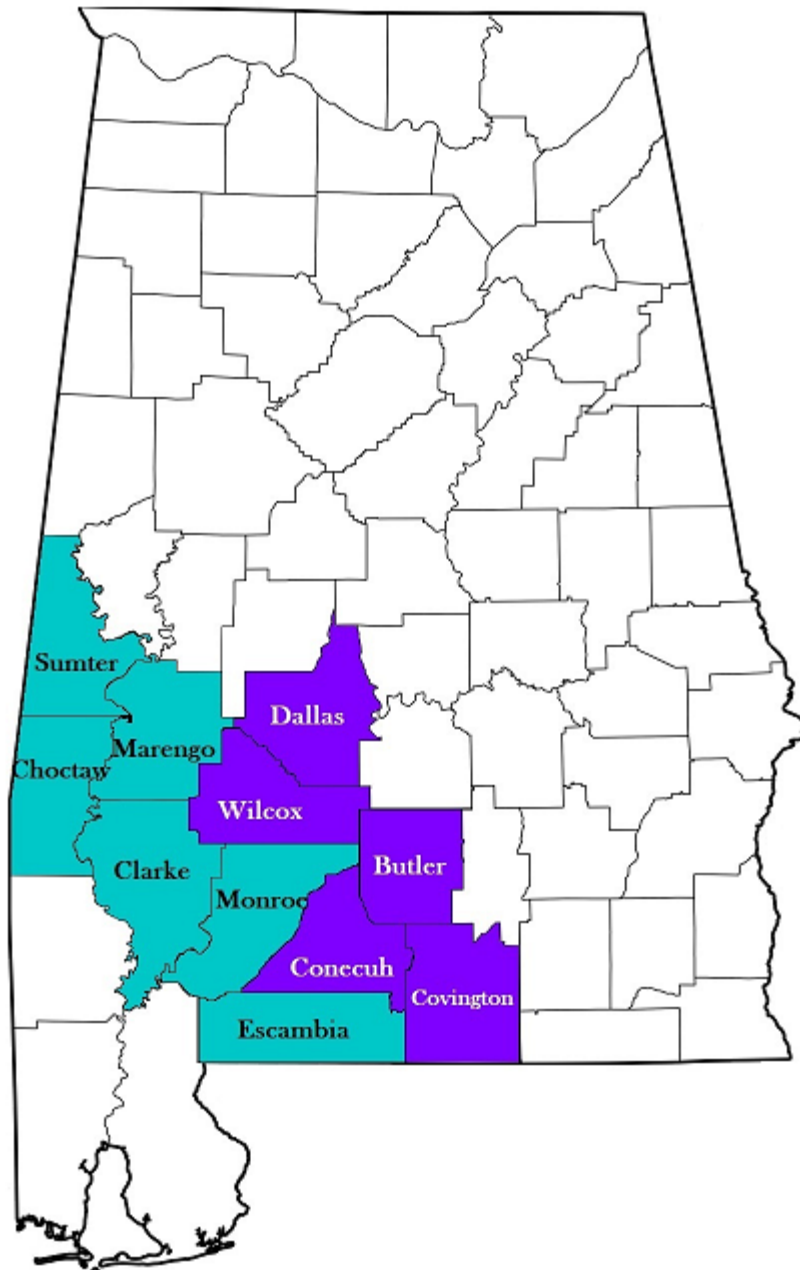 Sumter
Dallas
Marengo
Choctaw
Wilcox
Butler
Clarke
Monroe
Conecuh
Covington
Escambia